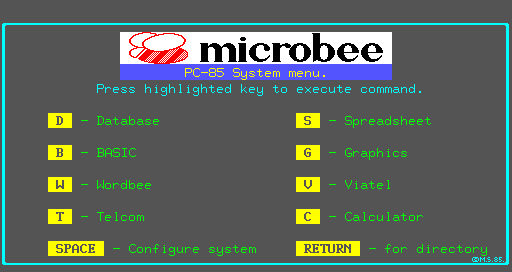 microbee
PC-85 System menu.
Press highlighted key to execute command.
D - Database S - Spreadsheet
B - BASIC G - Graphics
W - Wordbee V - Viatel
T - Telcom C - Calculator
SPACE - Configure system RETURN - for directory
©M.S.85.